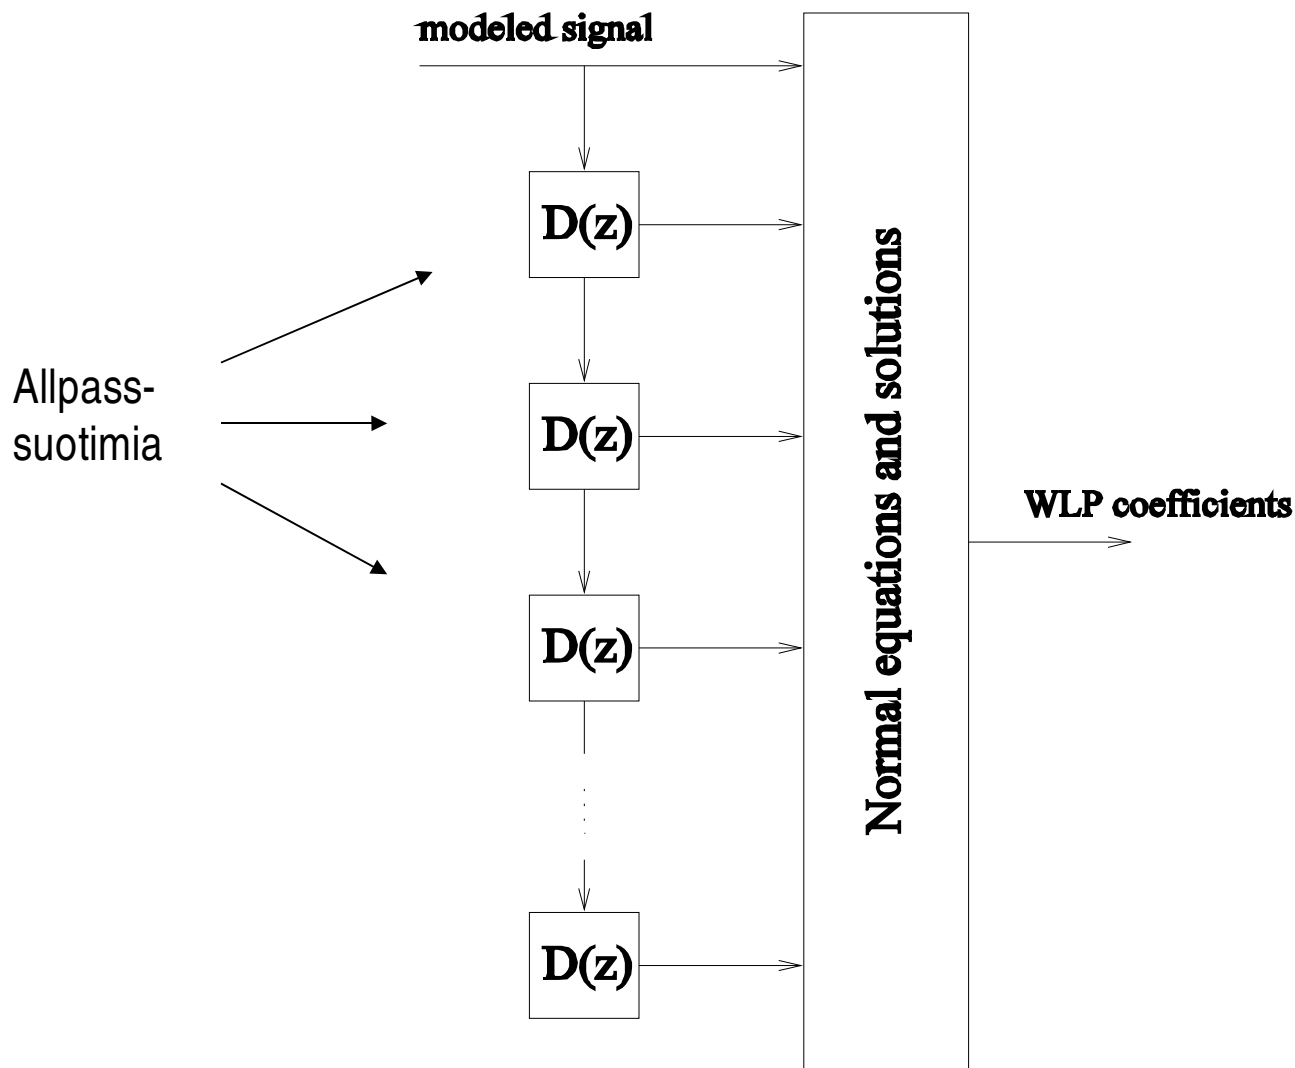 modeled signal
D(z)
D(z)
D(z)
D(z)
Allpass-
suotimia
Normal equations and solutions
WLP coefficients